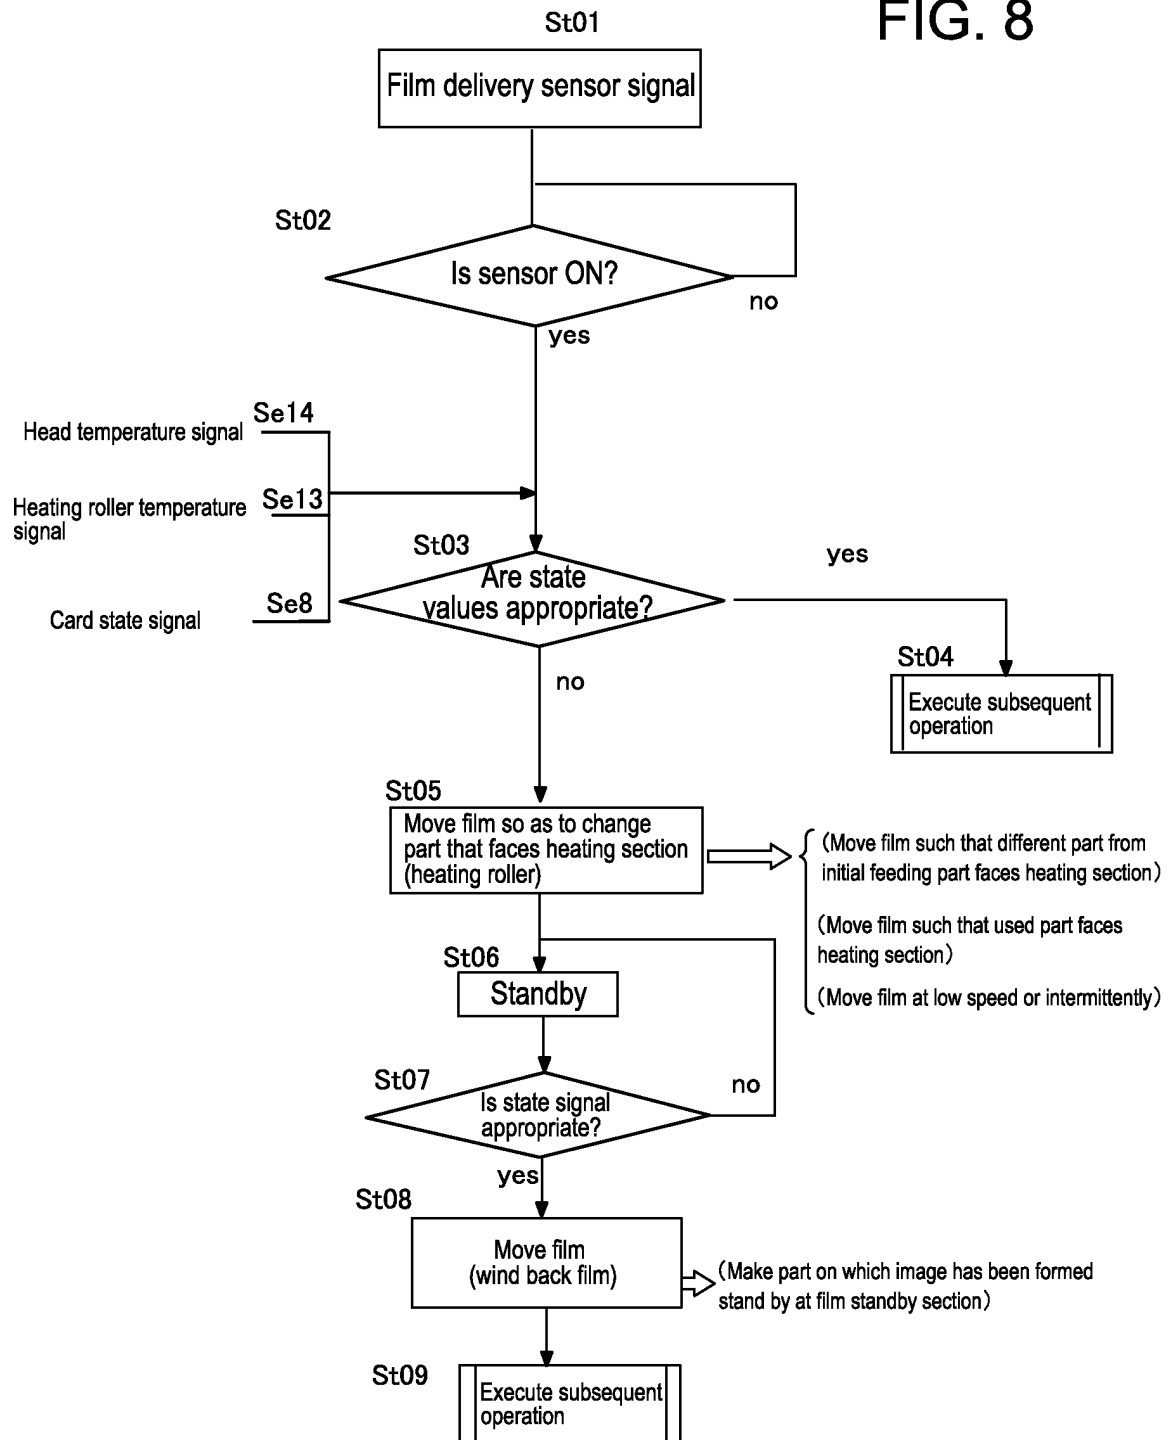 FIG. 8
St01
Film delivery sensor signal
St02
Is sensor ON?
no
yes
Se14
Head temperature signal
Se13
Heating roller temperature
signal
Se8
Card state signal
St03
Are state
values appropriate?
yes
no
St04
Execute subsequent
operation
St05
Move film so as to change
part that faces heating section
(heating roller)
(Move film such that different part from
initial feeding part faces heating section)
(Move film such that used part faces
heating section)
(Move film at low speed or intermittently)
St06
Standby
St07
Is state signal
appropriate?
no
yes
St08
Move film
(wind back film)
(Make part on which image has been formed
stand by at film standby section)
St09
Execute subsequent
operation